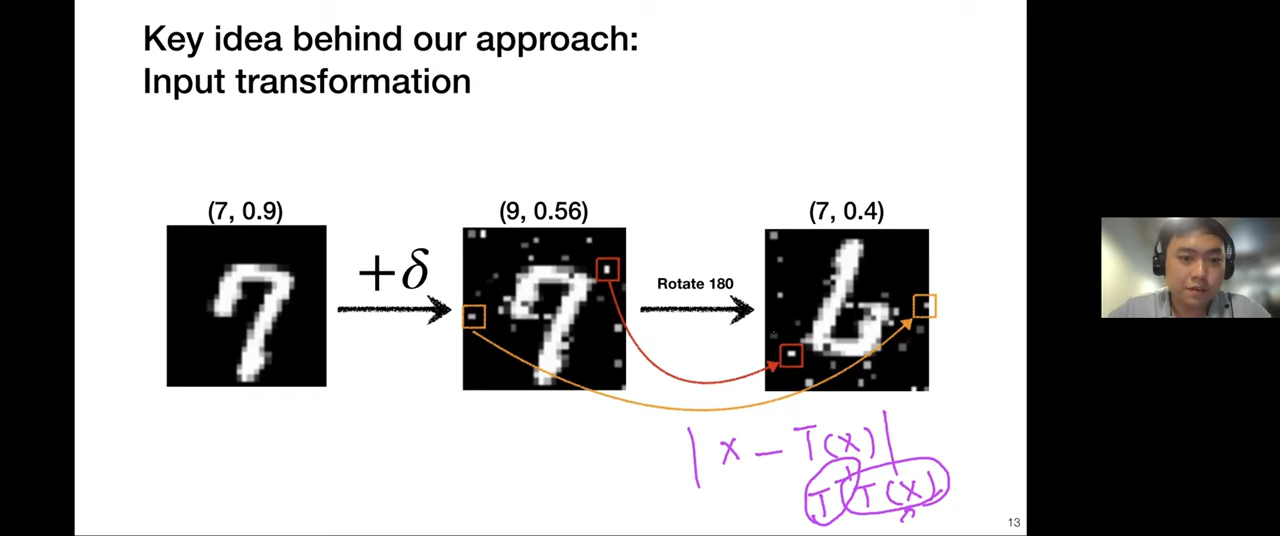 Key idea behind our approach:
Input transformation
(7, 0.9)
(9, 0.56)
(7, 0.4)
+δ
Rotate 180
| x − T(x) |
T T(x)
13